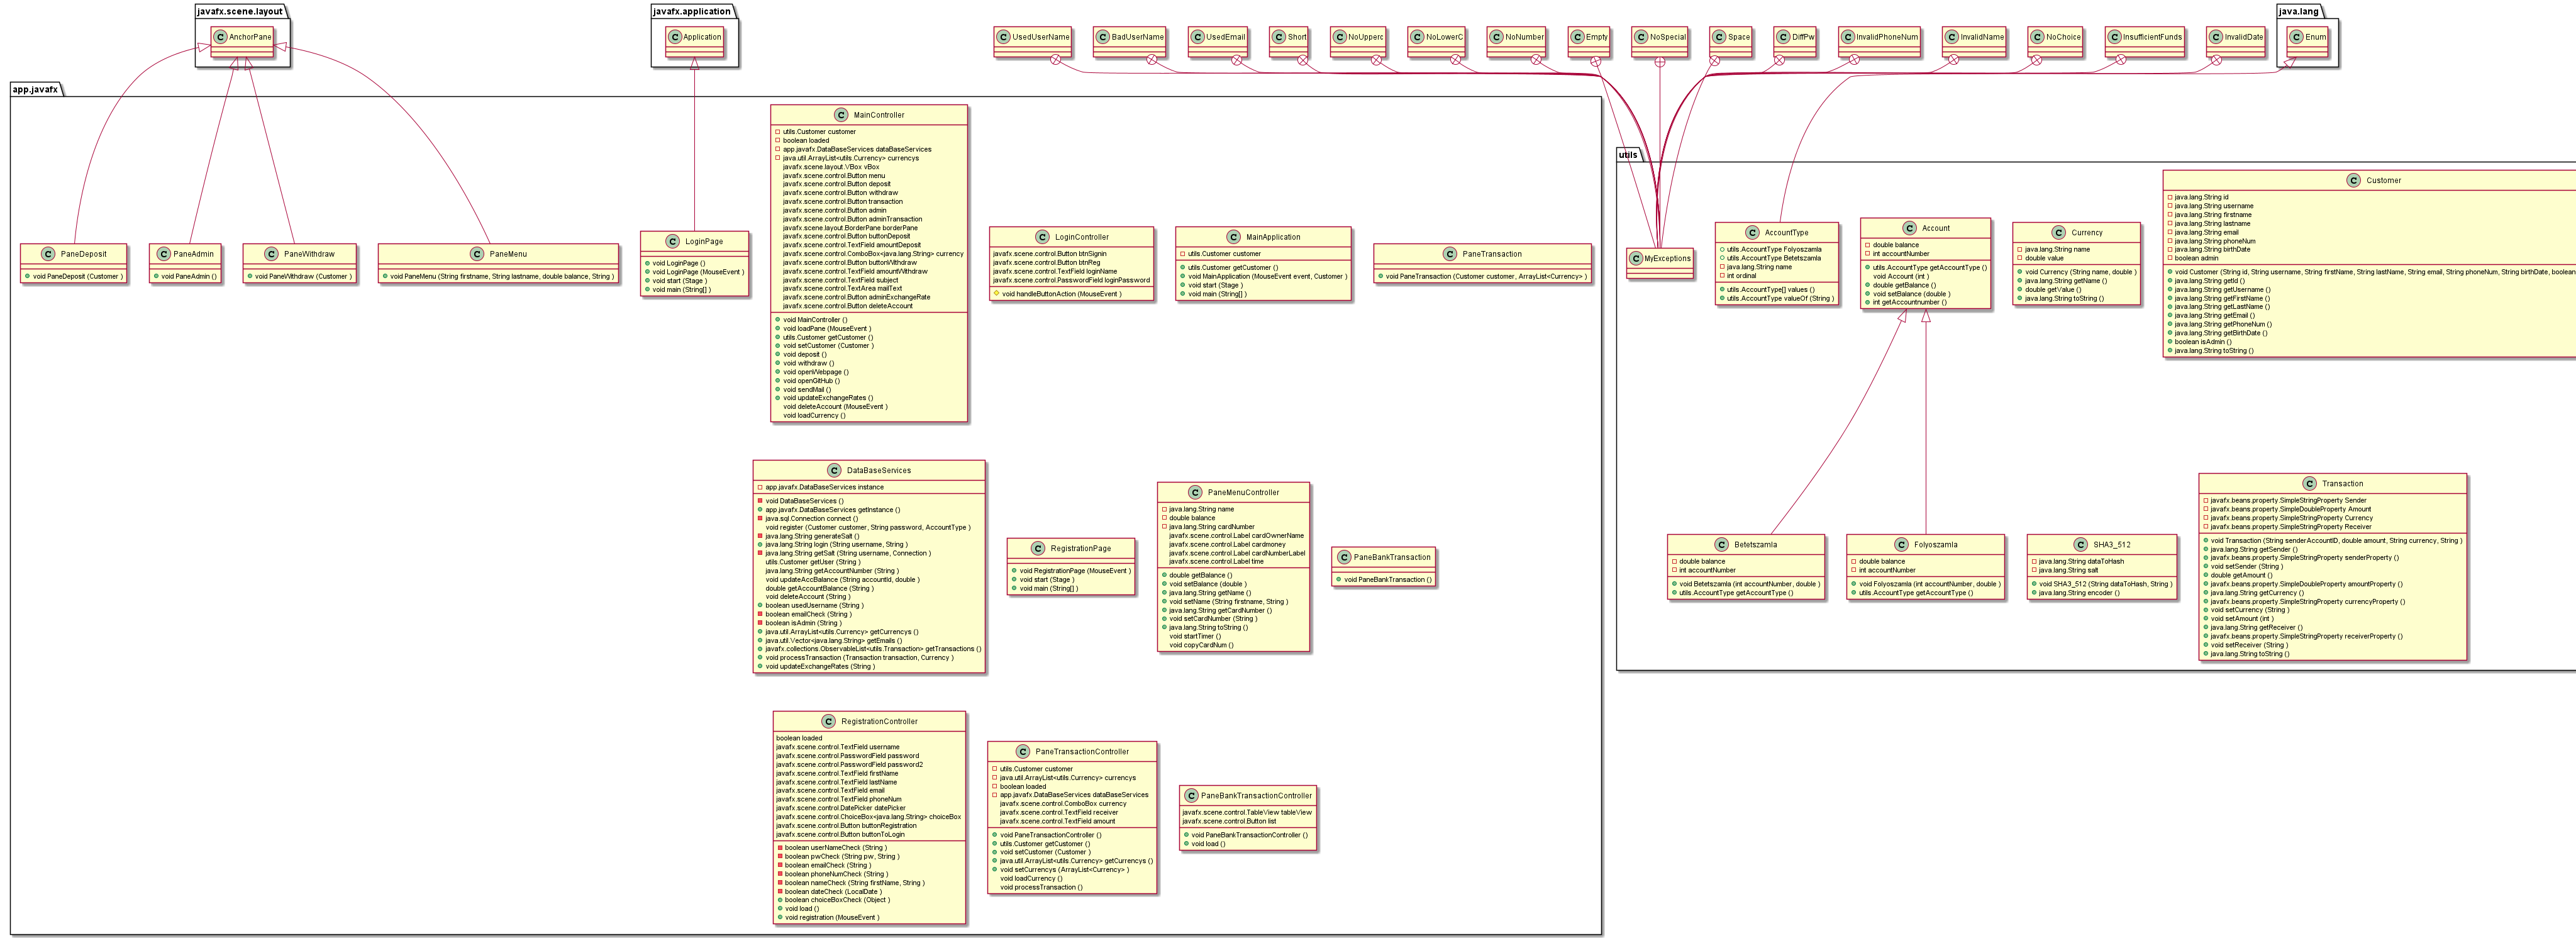 javafx.scene.layout
C AnchorPane
javafx.application
C Application
C UsedUserName
C BadUserName
C UsedEmail
C Short
C NoUpperc
C NoLowerC
C NoNumber
C Empty
C NoSpecial
C Space
C DiffPw
C InvalidPhoneNum
C InvalidName
C NoChoice
C InsufficientFunds
C InvalidDate
java.lang
C Enum
app.javafx
C PaneDeposit
void PaneDeposit (Customer )
C PaneAdmin
void PaneAdmin ()
C PaneWithdraw
void PaneWithdraw (Customer )
C PaneMenu
void PaneMenu (String firstname, String lastname, double balance, String )
C LoginPage
void LoginPage ()
void LoginPage (MouseEvent )
void start (Stage )
void main (String[] )
C MainController
utils.Customer customer
boolean loaded
app.javafx.DataBaseServices dataBaseServices
java.util.ArrayList<utils.Currency> currencys
javafx.scene.layout.VBox vBox
javafx.scene.control.Button menu
javafx.scene.control.Button deposit
javafx.scene.control.Button withdraw
javafx.scene.control.Button transaction
javafx.scene.control.Button admin
javafx.scene.control.Button adminTransaction
javafx.scene.layout.BorderPane borderPane
javafx.scene.control.Button buttonDeposit
javafx.scene.control.TextField amountDeposit
javafx.scene.control.ComboBox<java.lang.String> currency
javafx.scene.control.Button buttonWithdraw
javafx.scene.control.TextField amountWithdraw
javafx.scene.control.TextField subject
javafx.scene.control.TextArea mailText
javafx.scene.control.Button adminExchangeRate
javafx.scene.control.Button deleteAccount
void MainController ()
void loadPane (MouseEvent )
utils.Customer getCustomer ()
void setCustomer (Customer )
void deposit ()
void withdraw ()
void openWebpage ()
void openGitHub ()
void sendMail ()
void updateExchangeRates ()
void deleteAccount (MouseEvent )
void loadCurrency ()
C LoginController
javafx.scene.control.Button btnSignin
javafx.scene.control.Button btnReg
javafx.scene.control.TextField loginName
javafx.scene.control.PasswordField loginPassword
void handleButtonAction (MouseEvent )
C MainApplication
utils.Customer customer
utils.Customer getCustomer ()
void MainApplication (MouseEvent event, Customer )
void start (Stage )
void main (String[] )
C PaneTransaction
void PaneTransaction (Customer customer, ArrayList<Currency> )
C DataBaseServices
app.javafx.DataBaseServices instance
void DataBaseServices ()
app.javafx.DataBaseServices getInstance ()
java.sql.Connection connect ()
void register (Customer customer, String password, AccountType )
java.lang.String generateSalt ()
java.lang.String login (String username, String )
java.lang.String getSalt (String username, Connection )
utils.Customer getUser (String )
java.lang.String getAccountNumber (String )
void updateAccBalance (String accountId, double )
double getAccountBalance (String )
void deleteAccount (String )
boolean usedUsername (String )
boolean emailCheck (String )
boolean isAdmin (String )
java.util.ArrayList<utils.Currency> getCurrencys ()
java.util.Vector<java.lang.String> getEmails ()
javafx.collections.ObservableList<utils.Transaction> getTransactions ()
void processTransaction (Transaction transaction, Currency )
void updateExchangeRates (String )
C RegistrationPage
void RegistrationPage (MouseEvent )
void start (Stage )
void main (String[] )
C PaneMenuController
java.lang.String name
double balance
java.lang.String cardNumber
javafx.scene.control.Label cardOwnerName
javafx.scene.control.Label cardmoney
javafx.scene.control.Label cardNumberLabel
javafx.scene.control.Label time
double getBalance ()
void setBalance (double )
java.lang.String getName ()
void setName (String firstname, String )
java.lang.String getCardNumber ()
void setCardNumber (String )
java.lang.String toString ()
void startTimer ()
void copyCardNum ()
C PaneBankTransaction
void PaneBankTransaction ()
C RegistrationController
boolean loaded
javafx.scene.control.TextField username
javafx.scene.control.PasswordField password
javafx.scene.control.PasswordField password2
javafx.scene.control.TextField firstName
javafx.scene.control.TextField lastName
javafx.scene.control.TextField email
javafx.scene.control.TextField phoneNum
javafx.scene.control.DatePicker datePicker
javafx.scene.control.ChoiceBox<java.lang.String> choiceBox
javafx.scene.control.Button buttonRegistration
javafx.scene.control.Button buttonToLogin
boolean userNameCheck (String )
boolean pwCheck (String pw, String )
boolean emailCheck (String )
boolean phoneNumCheck (String )
boolean nameCheck (String firstName, String )
boolean dateCheck (LocalDate )
boolean choiceBoxCheck (Object )
void load ()
void registration (MouseEvent )
C PaneTransactionController
utils.Customer customer
java.util.ArrayList<utils.Currency> currencys
boolean loaded
app.javafx.DataBaseServices dataBaseServices
javafx.scene.control.ComboBox currency
javafx.scene.control.TextField receiver
javafx.scene.control.TextField amount
void PaneTransactionController ()
utils.Customer getCustomer ()
void setCustomer (Customer )
java.util.ArrayList<utils.Currency> getCurrencys ()
void setCurrencys (ArrayList<Currency> )
void loadCurrency ()
void processTransaction ()
C PaneBankTransactionController
javafx.scene.control.TableView tableView
javafx.scene.control.Button list
void PaneBankTransactionController ()
void load ()
utils
C MyExceptions
C AccountType
utils.AccountType Folyoszamla
utils.AccountType Betetszamla
java.lang.String name
int ordinal
utils.AccountType[] values ()
utils.AccountType valueOf (String )
C Account
double balance
int accountNumber
utils.AccountType getAccountType ()
void Account (int )
double getBalance ()
void setBalance (double )
int getAccountnumber ()
C Currency
java.lang.String name
double value
void Currency (String name, double )
java.lang.String getName ()
double getValue ()
java.lang.String toString ()
C Customer
java.lang.String id
java.lang.String username
java.lang.String firstname
java.lang.String lastname
java.lang.String email
java.lang.String phoneNum
java.lang.String birthDate
boolean admin
void Customer (String id, String username, String firstName, String lastName, String email, String phoneNum, String birthDate, boolean
java.lang.String getId ()
java.lang.String getUsername ()
java.lang.String getFirstName ()
java.lang.String getLastName ()
java.lang.String getEmail ()
java.lang.String getPhoneNum ()
java.lang.String getBirthDate ()
boolean isAdmin ()
java.lang.String toString ()
C Betetszamla
double balance
int accountNumber
void Betetszamla (int accountNumber, double )
utils.AccountType getAccountType ()
C Folyoszamla
double balance
int accountNumber
void Folyoszamla (int accountNumber, double )
utils.AccountType getAccountType ()
C SHA3_512
java.lang.String dataToHash
java.lang.String salt
void SHA3_512 (String dataToHash, String )
java.lang.String encoder ()
C Transaction
javafx.beans.property.SimpleStringProperty Sender
javafx.beans.property.SimpleDoubleProperty Amount
javafx.beans.property.SimpleStringProperty Currency
javafx.beans.property.SimpleStringProperty Receiver
void Transaction (String senderAccountID, double amount, String currency, String )
java.lang.String getSender ()
javafx.beans.property.SimpleStringProperty senderProperty ()
void setSender (String )
double getAmount ()
javafx.beans.property.SimpleDoubleProperty amountProperty ()
java.lang.String getCurrency ()
javafx.beans.property.SimpleStringProperty currencyProperty ()
void setCurrency (String )
void setAmount (int )
java.lang.String getReceiver ()
javafx.beans.property.SimpleStringProperty receiverProperty ()
void setReceiver (String )
java.lang.String toString ()